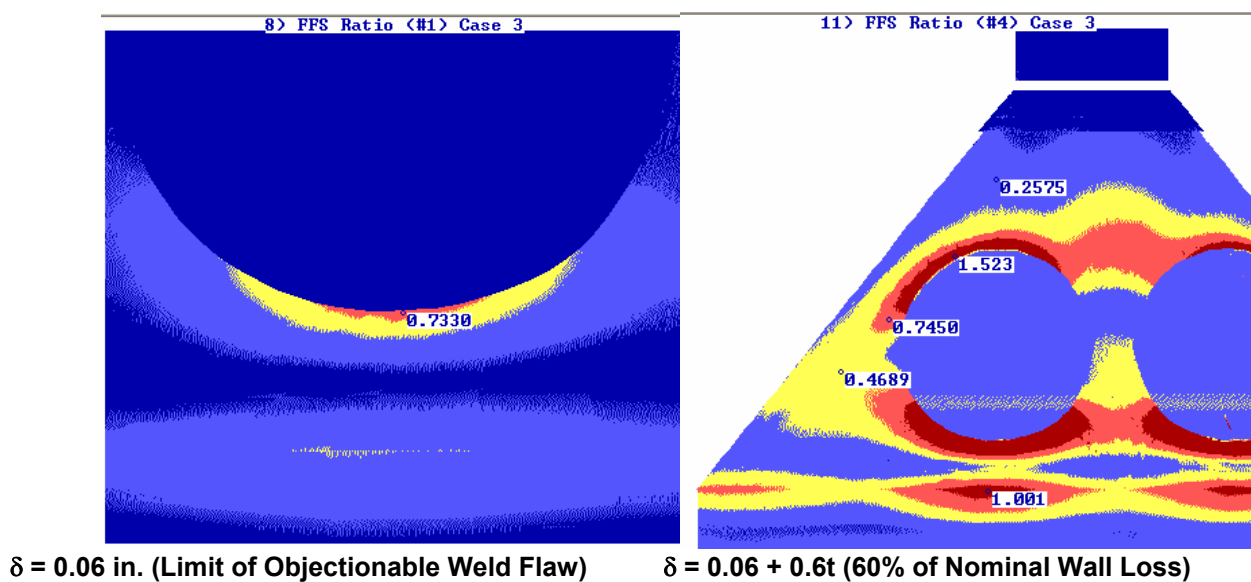 8) FFS Ratio (#1) Case 3
0.7330
δ = 0.06 in. (Limit of Objectionable Weld Flaw)
11) FFS Ratio (#4) Case 3
0.2575
1.523
0.7450
0.4689
1.001
δ = 0.06 + 0.6t (60% of Nominal Wall Loss)